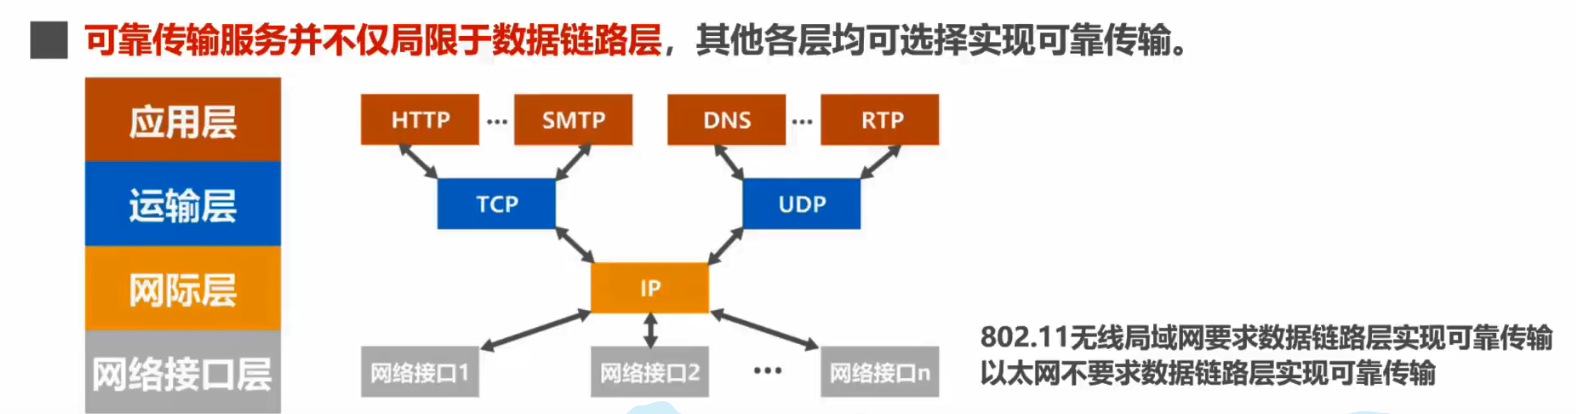 可靠传输服务并不仅局限于数据链路层，其他各层均可选择实现可靠传输。
应用层
HTTP ··· SMTP
DNS ··· RTP
运输层
TCP
UDP
网际层
IP
网络接口层
网络接口1
网络接口2
···
网络接口n
802.11无线局域网要求数据链路层实现可靠传输
以太网不要求数据链路层实现可靠传输